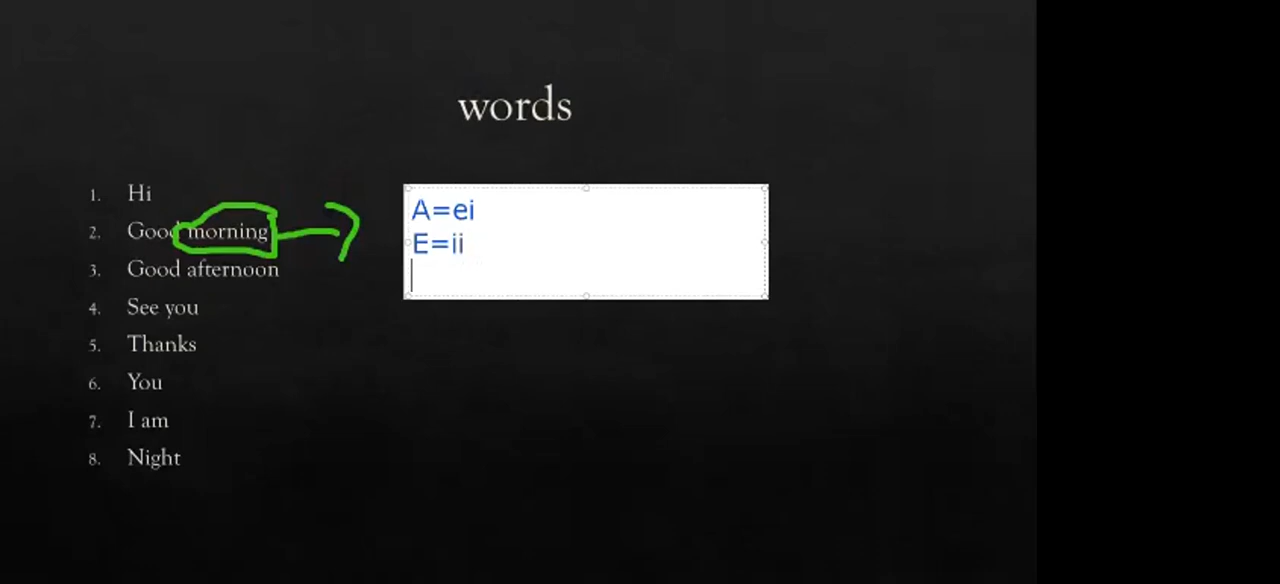 words
1. Hi
2. Good morning
3. Good afternoon
4. See you
5. Thanks
6. You
7. I am
8. Night
A=ei
E=ii